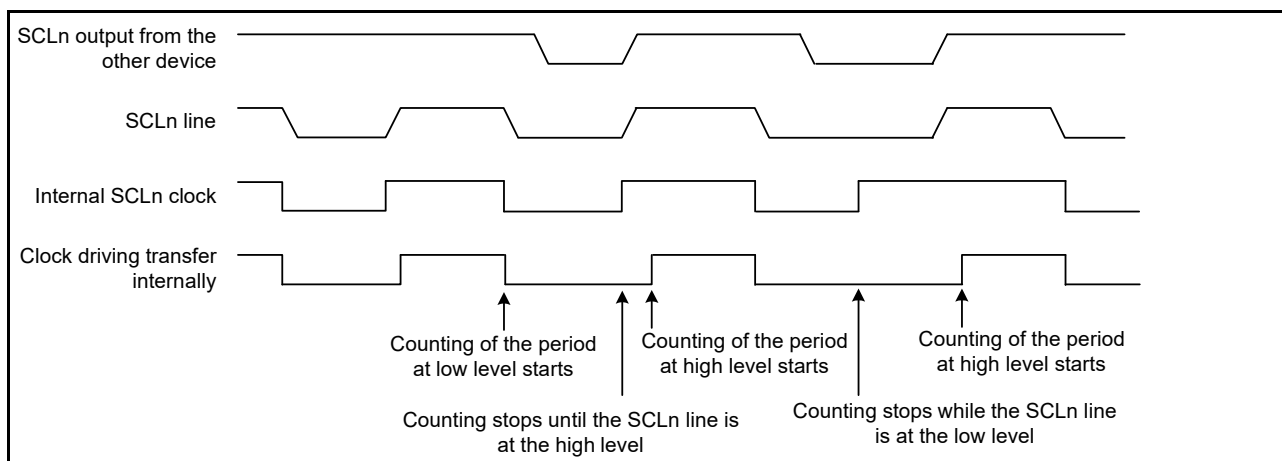 SCLn output from the
other device
SCLn line
Internal SCLn clock
Clock driving transfer
internally
Counting of the period
at low level starts
Counting of the period
at high level starts
Counting of the period
at high level starts
Counting stops until the SCLn line is
at the high level
Counting stops while the SCLn line
is at the low level